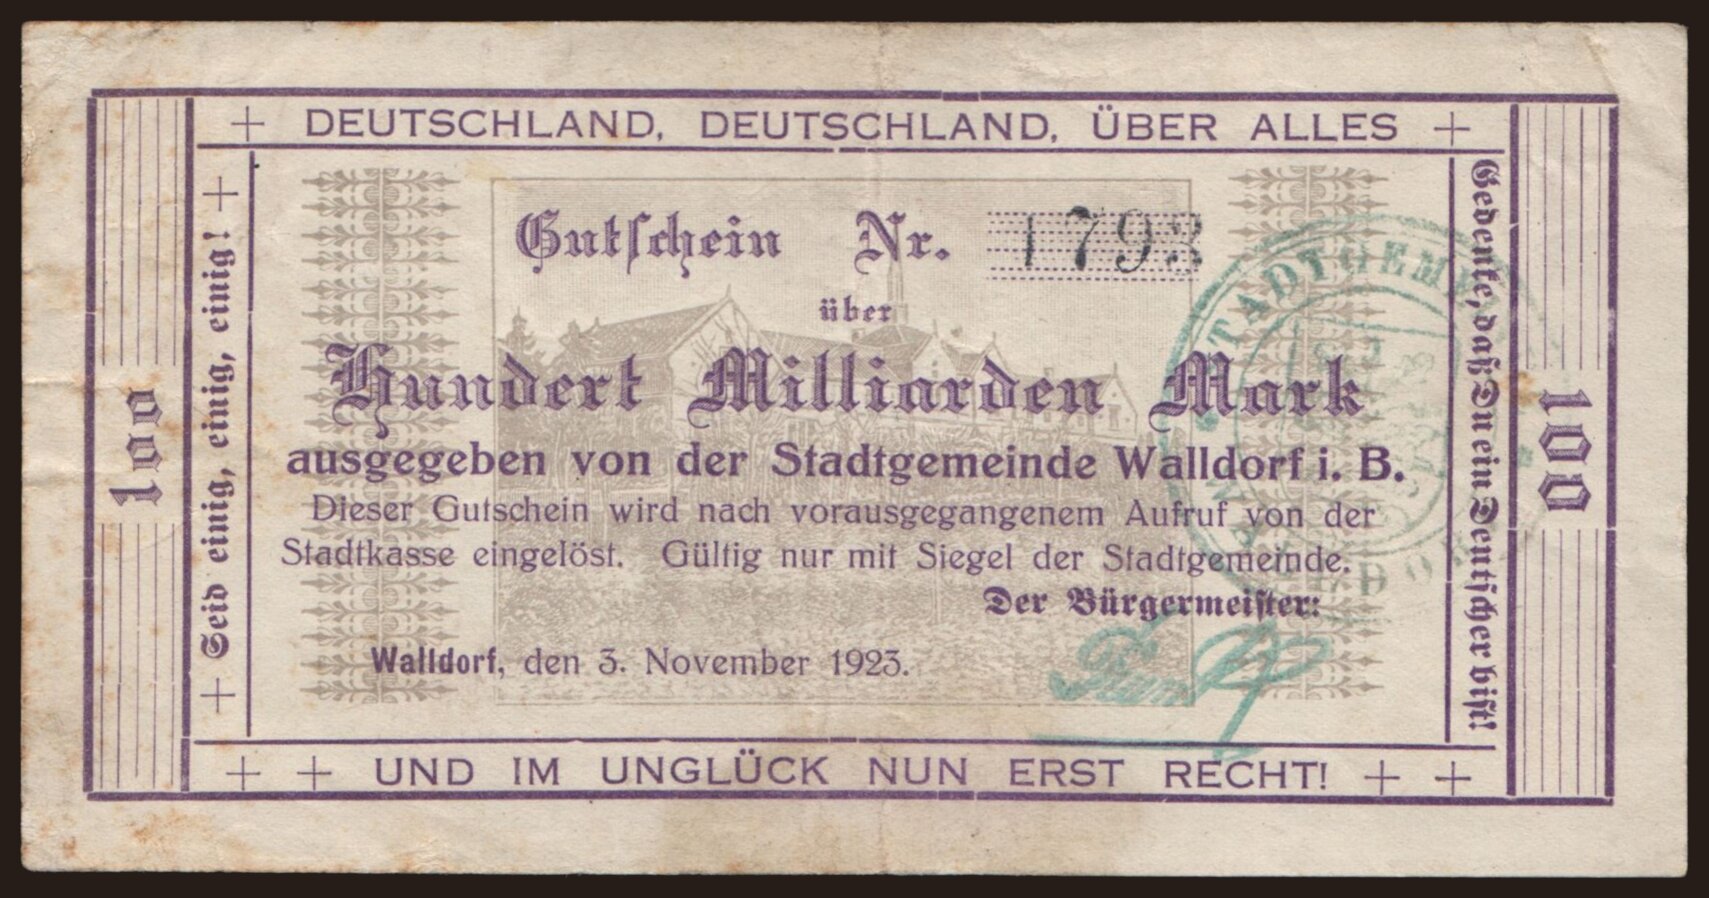 + DEUTSCHLAND, DEUTSCHLAND, ÜBER ALLES +
+ Seid einig, einig, einig! +
100
Gutschein Nr. 1793
über
Hundert Milliarden Mark
ausgegeben von der Stadtgemeinde Walldorf i. B.
Dieser Gutschein wird nach vorausgegangenem Aufruf von der
Stadtkasse eingelöst. Gültig nur mit Siegel der Stadtgemeinde.
Der Bürgermeister:
Walldorf, den 3. November 1923.
Gedenke, daß Du ein Deutscher bist!
100
+ + UND IM UNGLÜCK NUN ERST RECHT! + +